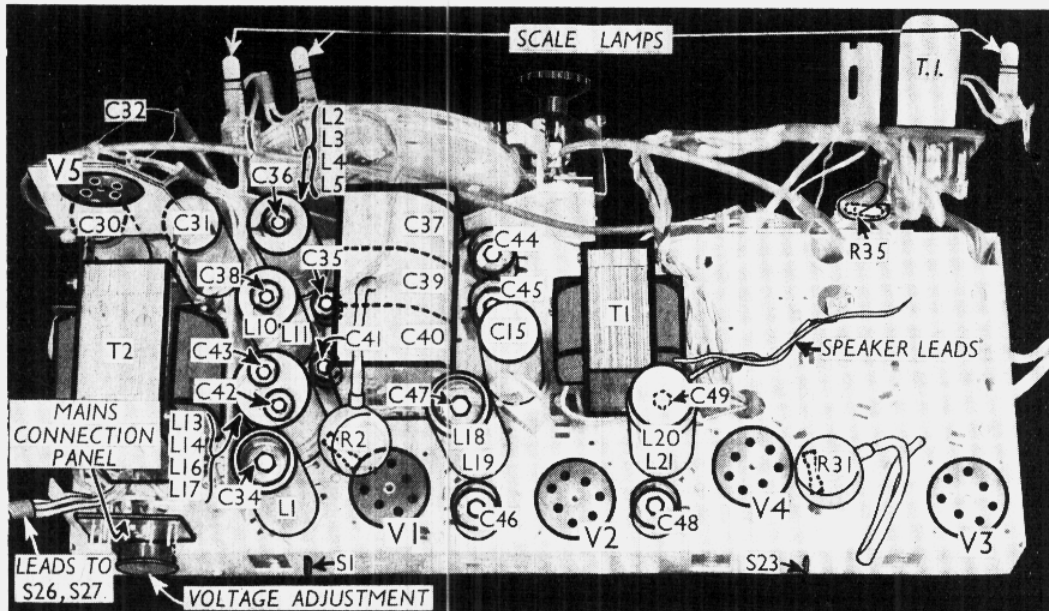 SCALE LAMPS
T.I.
C32
L2
L3
L4
L5
V5
C36
C30
C31
C37
C44
R35
C35
C38
C39
C45
L10
L11
C41
C40
C15
T1
T2
SPEAKER LEADS
C43
C42
C47
C49
MAINS
CONNECTION
PANEL
L13
L14
L16
L17
R2
L18
L20
L19
L21
R31
C34
L1
V1
C46
V2
C48
V4
V3
LEADS TO
S26, S27
S1
S23
VOLTAGE ADJUSTMENT